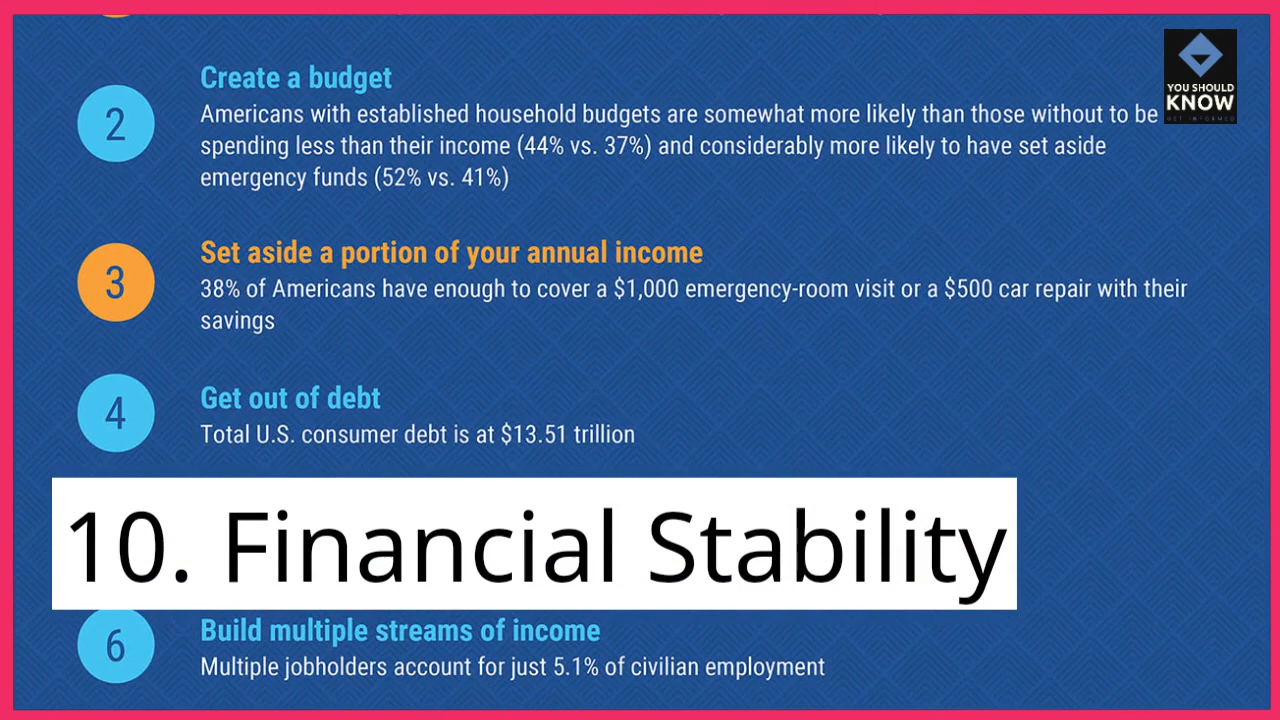 YOU SHOULD
KNOW
GET INFORMED
2
Create a budget
Americans with established household budgets are somewhat more likely than those without to be
spending less than their income (44% vs. 37%) and considerably more likely to have set aside
emergency funds (52% vs. 41%)
3
Set aside a portion of your annual income
38% of Americans have enough to cover a $1,000 emergency-room visit or a $500 car repair with their
savings
4
Get out of debt
Total U.S. consumer debt is at $13.51 trillion
10. Financial Stability
6
Build multiple streams of income
Multiple jobholders account for just 5.1% of civilian employment